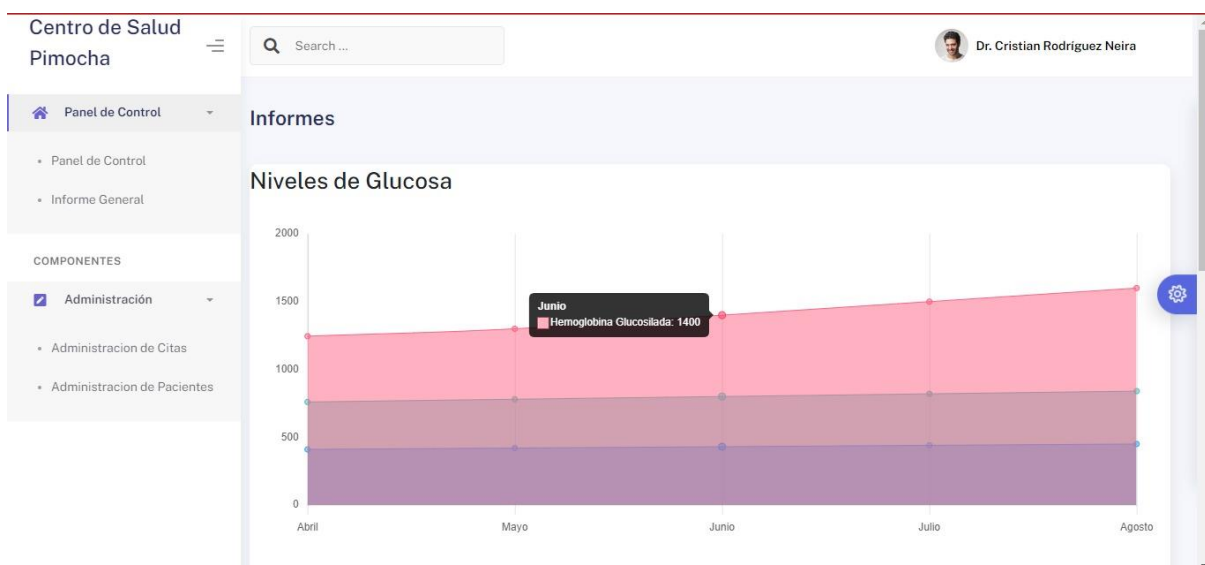 Centro de Salud
Pimocha
Search ...
Dr. Cristian Rodríguez Neira
Panel de Control
Panel de Control
Informe General
COMPONENTES
Administración
Administracion de Citas
Administracion de Pacientes
Informes
Niveles de Glucosa
2000
1500
1000
500
0
Junio
Hemoglobina Glucosilada: 1400
Abril
Mayo
Junio
Julio
Agosto